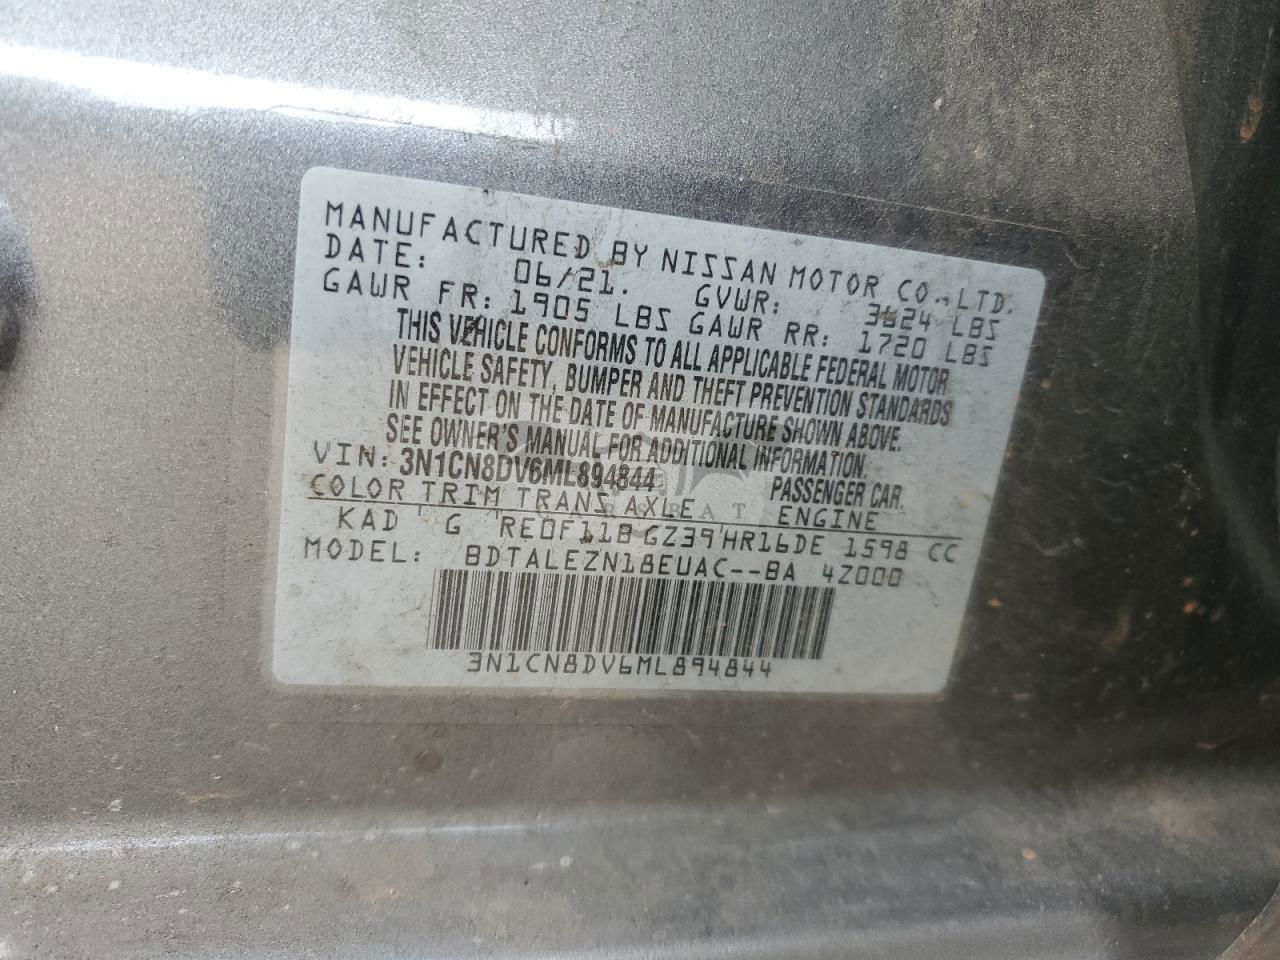 MANUFACTURED BY NISSAN MOTOR CO.,LTD.
DATE: 06/21. GVWR: 3624 LBS
GAWR FR: 1905 LBS GAWR RR: 1720 LBS
THIS VEHICLE CONFORMS TO ALL APPLICABLE FEDERAL MOTOR
VEHICLE SAFETY, BUMPER AND THEFT PREVENTION STANDARDS
IN EFFECT ON THE DATE OF MANUFACTURE SHOWN ABOVE.
SEE OWNER'S MANUAL FOR ADDITIONAL INFORMATION.
VIN: 3N1CN8DV6ML894844 PASSENGER CAR.
COLOR TRIM TRANS AXLE ENGINE
KAD G RE0F11B GZ39 HR16DE 1598 CC
MODEL: BDTALEZN18EUAC--BA 4Z000
3N1CN8DV6ML894844